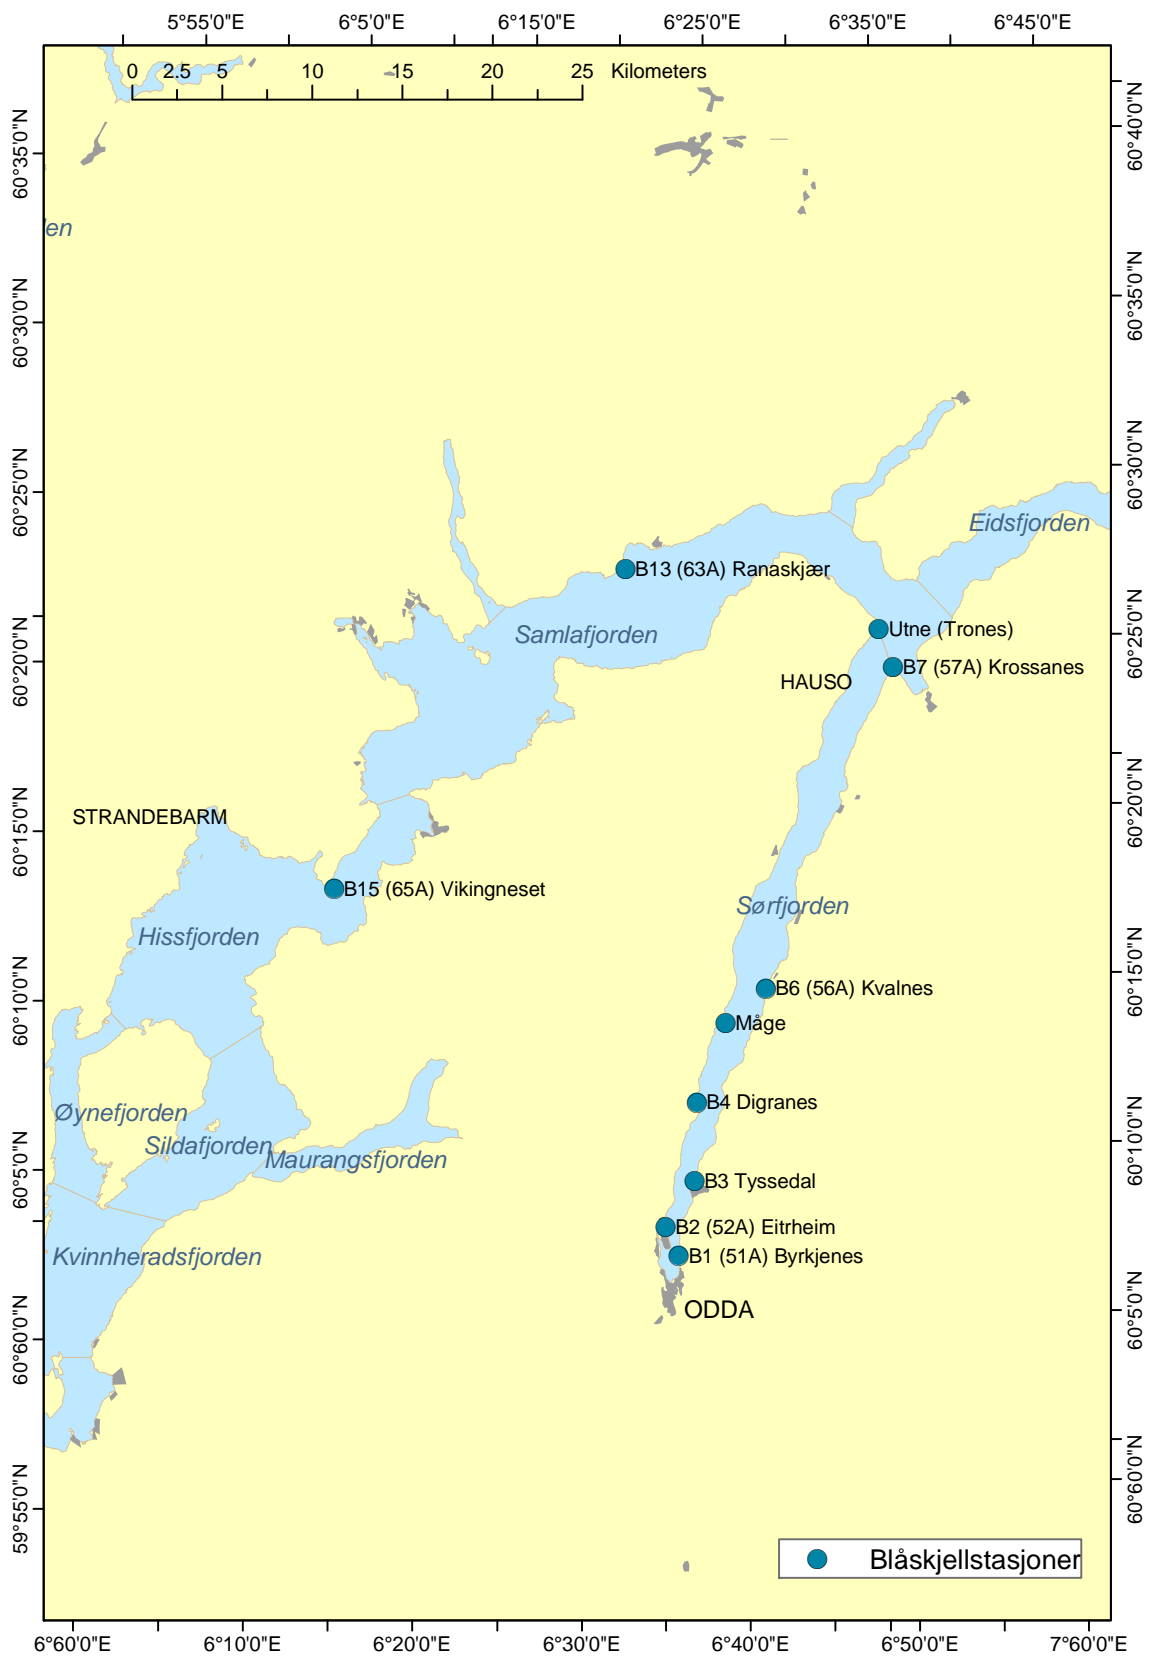 5°55'0"E 6°5'0"E 6°15'0"E 6°25'0"E 6°35'0"E 6°45'0"E
0 2.5 5 10 15 20 25 Kilometers
60°40'0"N
60°35'0"N
len
60°35'0"N
60°30'0"N
60°30'0"N
60°25'0"N
Eidsfjorden
B13 (63A) Ranaskjær
Utne (Trones)
Samlafjorden
60°25'0"N
60°20'0"N
B7 (57A) Krossanes
HAUSO
60°20'0"N
STRANDEBARM
60°15'0"N
B15 (65A) Vikingneset
Sørfjorden
Hissfjorden
60°15'0"N
B6 (56A) Kvalnes
60°10'0"N
Måge
B4 Digranes
Øynefjorden
Sildafjorden
60°10'0"N
Maurangsfjorden
60°5'0"N
B3 Tyssedal
B2 (52A) Eitrheim
Kvinnheradsfjorden
B1 (51A) Byrkjenes
ODDA
60°5'0"N
60°60'0"N
60°60'0"N
59°55'0"N
Blåskjellstasjoner
6°60'0"E 6°10'0"E 6°20'0"E 6°30'0"E 6°40'0"E 6°50'0"E 7°60'0"E